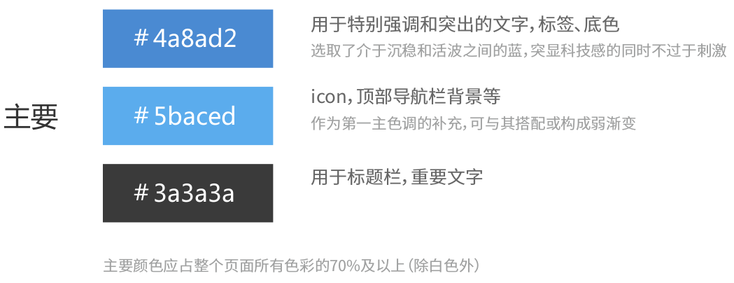 #4a8ad2
用于特别强调和突出的文字，标签、底色
选取了介于沉稳和活波之间的蓝，突显科技感的同时不过于刺激
主要
#5baced
icon，顶部导航栏背景等
作为第一主色调的补充，可与其搭配或构成弱渐变
#3a3a3a
用于标题栏，重要文字
主要颜色应占整个页面所有色彩的70%及以上（除白色外）